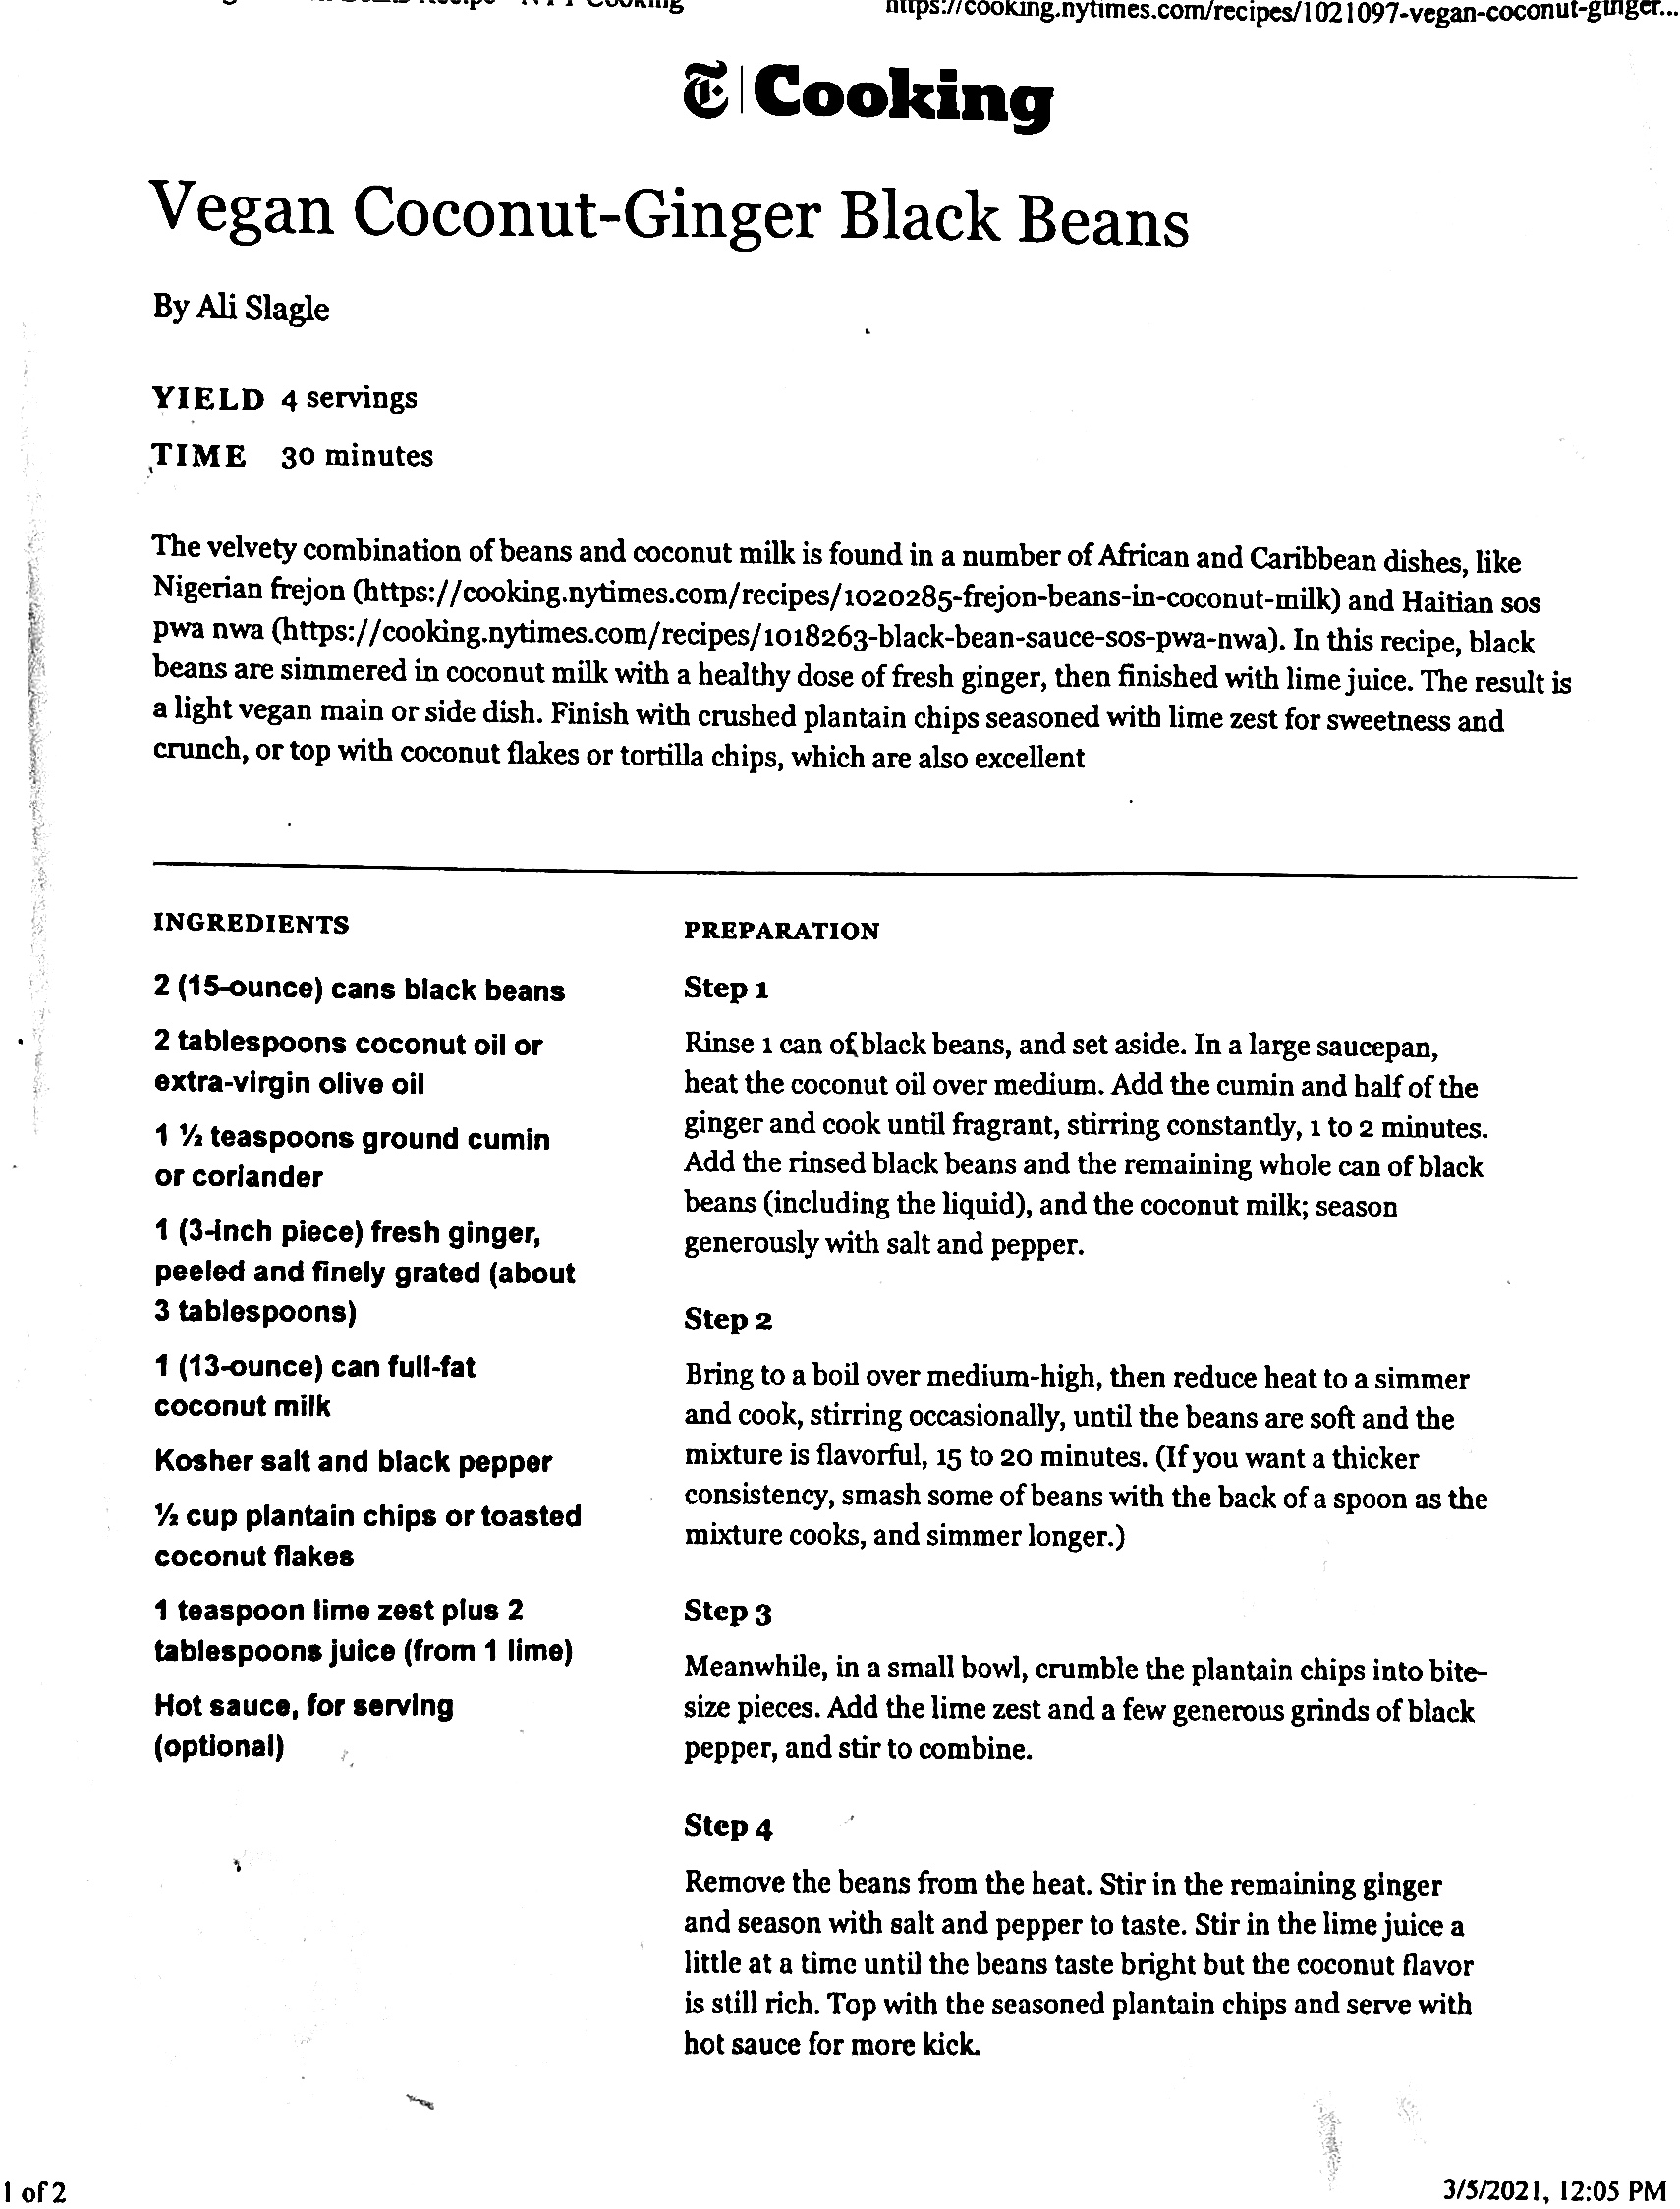 https://cooking.nytimes.com/recipes/1021097-vegan-coconut-ginger...
Cooking
Vegan Coconut-Ginger Black Beans
By Ali Slagle
YIELD 4 servings
TIME 30 minutes
The velvety combination of beans and coconut milk is found in a number of African and Caribbean dishes, like
Nigerian frejon (https://cooking.nytimes.com/recipes/1020285-frejon-beans-in-coconut-milk) and Haitian sos
pwa nwa (https://cooking.nytimes.com/recipes/1018263-black-bean-sauce-sos-pwa-nwa). In this recipe, black
beans are simmered in coconut milk with a healthy dose of fresh ginger, then finished with lime juice. The result is
a light vegan main or side dish. Finish with crushed plantain chips seasoned with lime zest for sweetness and
crunch, or top with coconut flakes or tortilla chips, which are also excellent
INGREDIENTS
2 (15-ounce) cans black beans
2 tablespoons coconut oil or
extra-virgin olive oil
1 ½ teaspoons ground cumin
or coriander
1 (3-inch piece) fresh ginger,
peeled and finely grated (about
3 tablespoons)
1 (13-ounce) can full-fat
coconut milk
Kosher salt and black pepper
½ cup plantain chips or toasted
coconut flakes
1 teaspoon lime zest plus 2
tablespoons juice (from 1 lime)
Hot sauce, for serving
(optional)
PREPARATION
Step 1
Rinse 1 can of black beans, and set aside. In a large saucepan,
heat the coconut oil over medium. Add the cumin and half of the
ginger and cook until fragrant, stirring constantly, 1 to 2 minutes.
Add the rinsed black beans and the remaining whole can of black
beans (including the liquid), and the coconut milk; season
generously with salt and pepper.
Step 2
Bring to a boil over medium-high, then reduce heat to a simmer
and cook, stirring occasionally, until the beans are soft and the
mixture is flavorful, 15 to 20 minutes. (If you want a thicker
consistency, smash some of beans with the back of a spoon as the
mixture cooks, and simmer longer.)
Step 3
Meanwhile, in a small bowl, crumble the plantain chips into bite-
size pieces. Add the lime zest and a few generous grinds of black
pepper, and stir to combine.
Step 4
Remove the beans from the heat. Stir in the remaining ginger
and season with salt and pepper to taste. Stir in the lime juice a
little at a time until the beans taste bright but the coconut flavor
is still rich. Top with the seasoned plantain chips and serve with
hot sauce for more kick.
1 of 2
3/5/2021, 12:05 PM